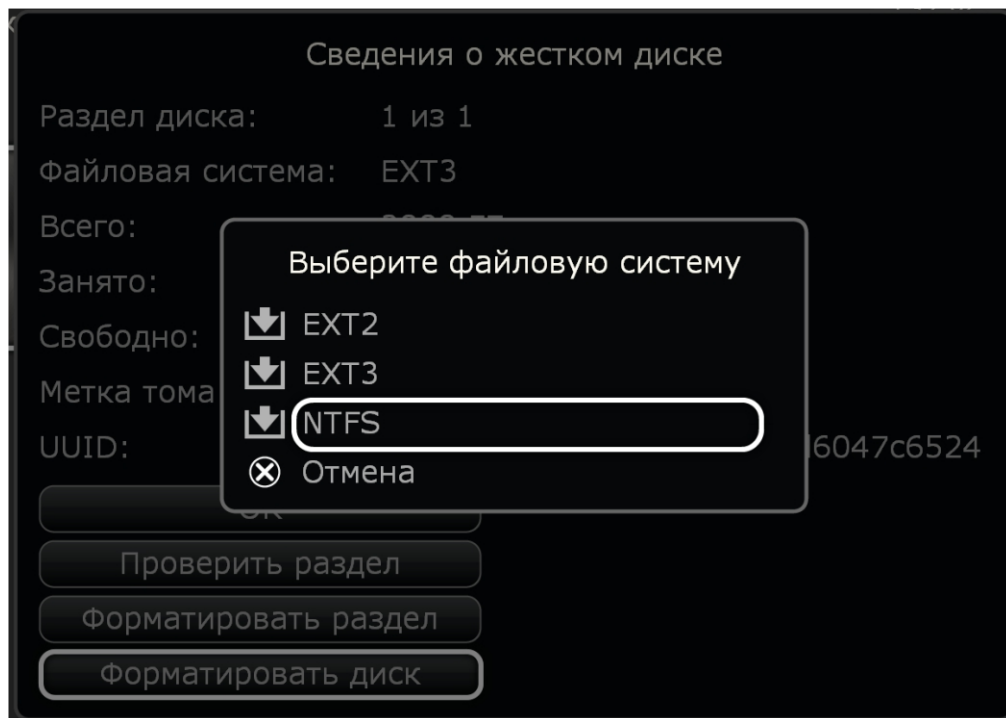 Сведения о жестком диске
Раздел диска: 1 из 1
Файловая система: EXT3
Всего:
Занято:
Свободно:
Метка тома
UUID: 6047c6524
Выберите файловую систему
EXT2
EXT3
NTFS
Отмена
ОК
Проверить раздел
Форматировать раздел
Форматировать диск